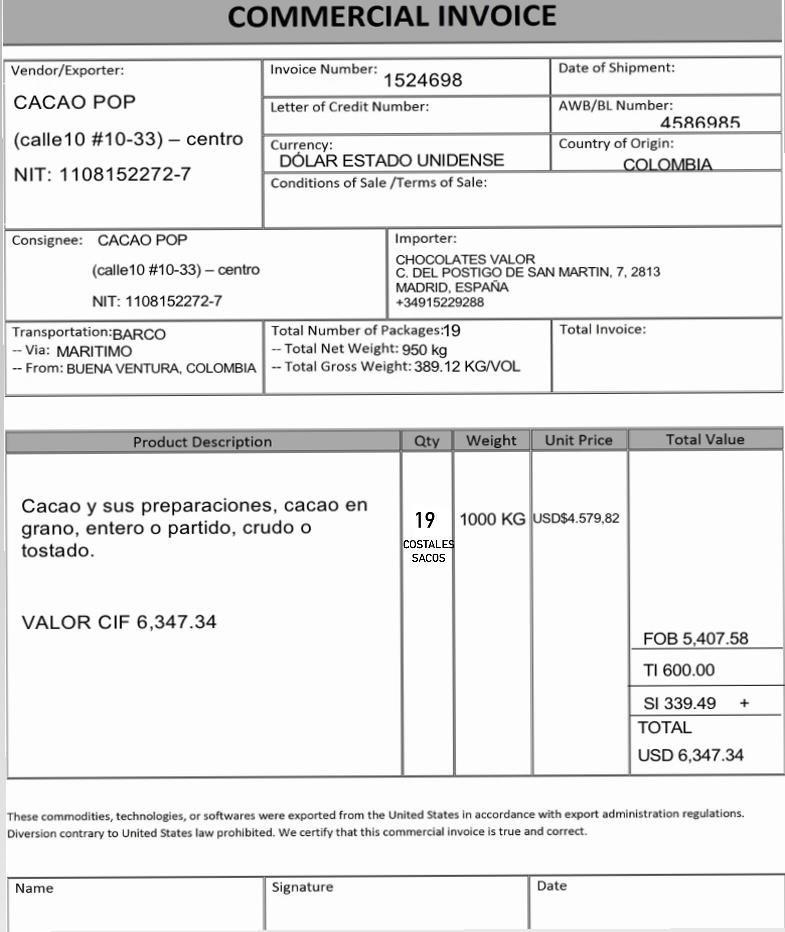 COMMERCIAL INVOICE
Vendor/Exporter:
CACAO POP
(calle10 #10-33) – centro
NIT: 1108152272-7
Invoice Number: 1524698
Date of Shipment:
Letter of Credit Number:
AWB/BL Number:
4586985
Currency:
DÓLAR ESTADO UNIDENSE
Country of Origin:
COLOMBIA
Conditions of Sale /Terms of Sale:
Consignee: CACAO POP
(calle10 #10-33) – centro
NIT: 1108152272-7
Importer:
CHOCOLATES VALOR
C. DEL POSTIGO DE SAN MARTIN, 7, 2813
MADRID, ESPAÑA
+34915229288
Transportation:BARCO
-- Via: MARITIMO
-- From: BUENA VENTURA, COLOMBIA
Total Number of Packages:19
-- Total Net Weight: 950 kg
-- Total Gross Weight: 389.12 KG/VOL
Total Invoice:
Product Description Qty Weight Unit Price Total Value
Cacao y sus preparaciones, cacao en
grano, entero o partido, crudo o
tostado.
VALOR CIF 6,347.34
19
COSTALES
SACOS
1000 KG
USD$4.579,82
FOB 5,407.58
TI 600.00
SI 339.49 +
TOTAL
USD 6,347.34
These commodities, technologies, or softwares were exported from the United States in accordance with export administration regulations.
Diversion contrary to United States law prohibited. We certify that this commercial invoice is true and correct.
Name Signature Date